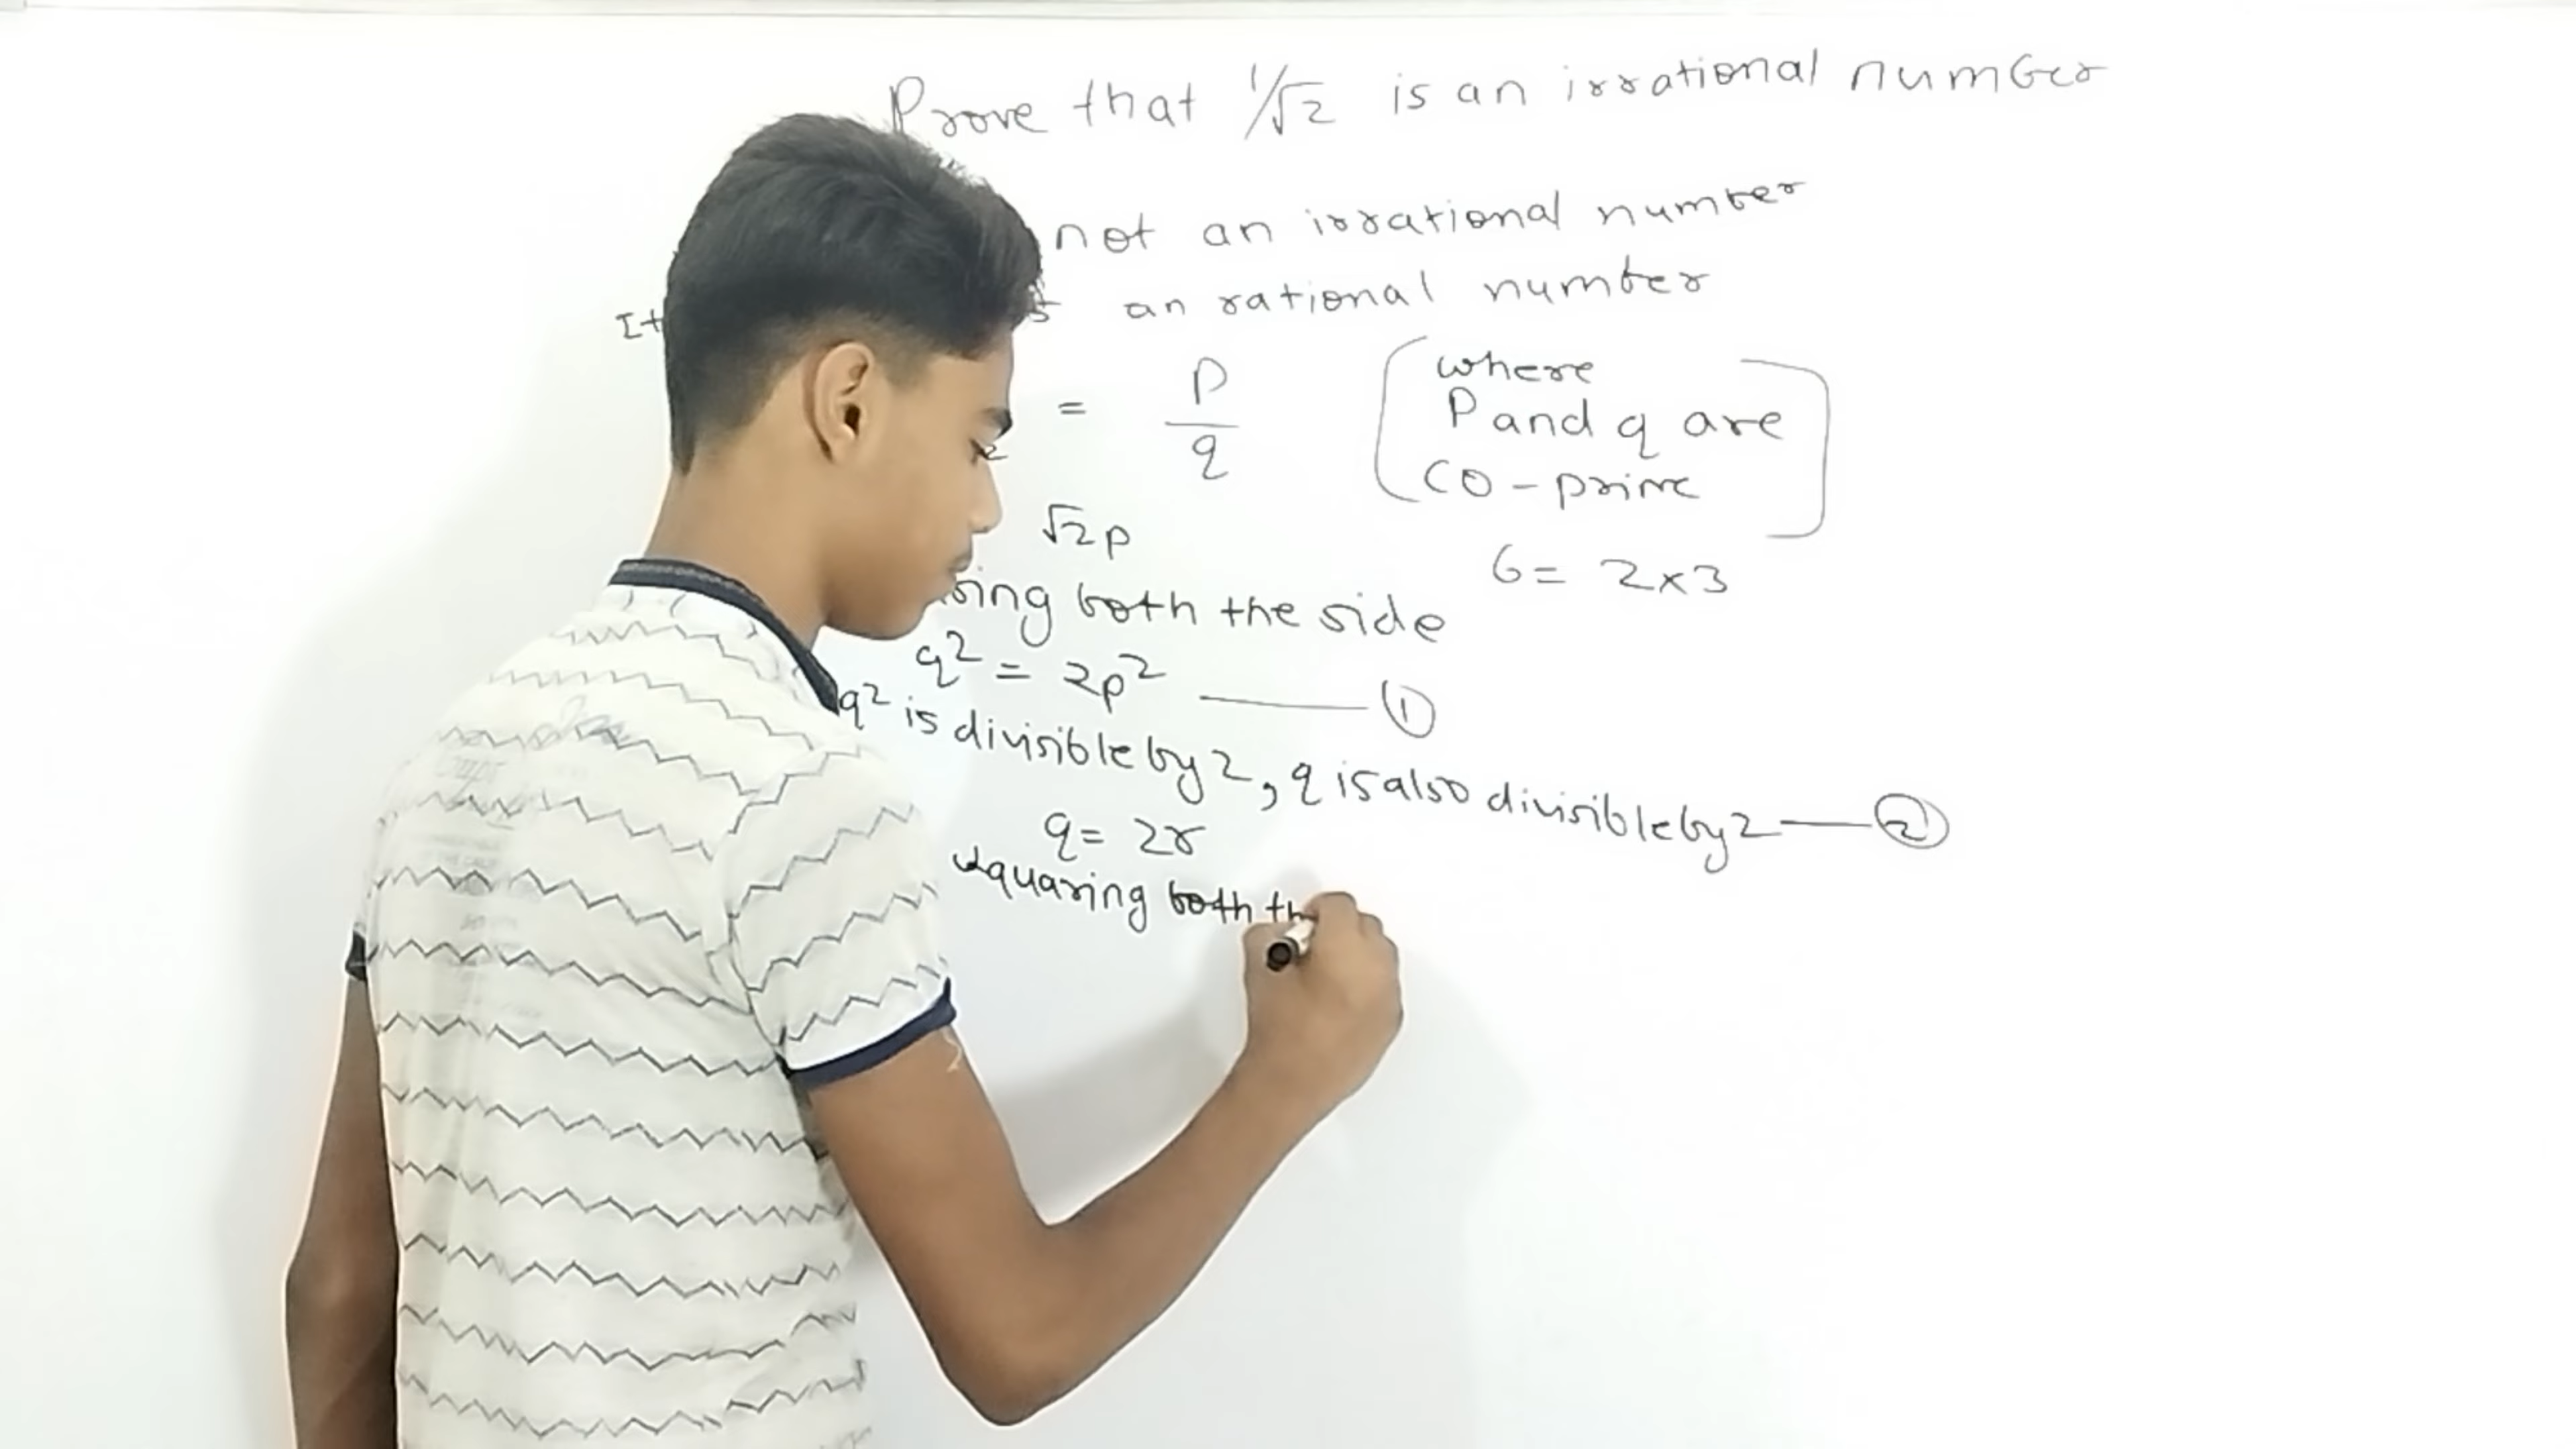 Prove that 1/√2 is an irrational number
not an irrational number
It an rational number
= p/q
where
P and q are
co-prime
√2p
6 = 2×3
both the side
q² = 2p² —— ①
q² is divisible by 2, q is also divisible by 2 —— ②
q = 2r
squaring both th